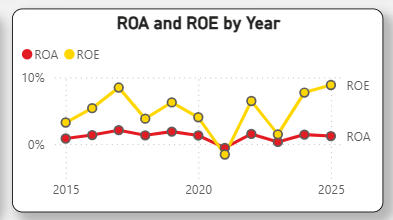 ROA and ROE by Year
ROA ROE
10%
ROE
ROA
0%
2015 2020 2025